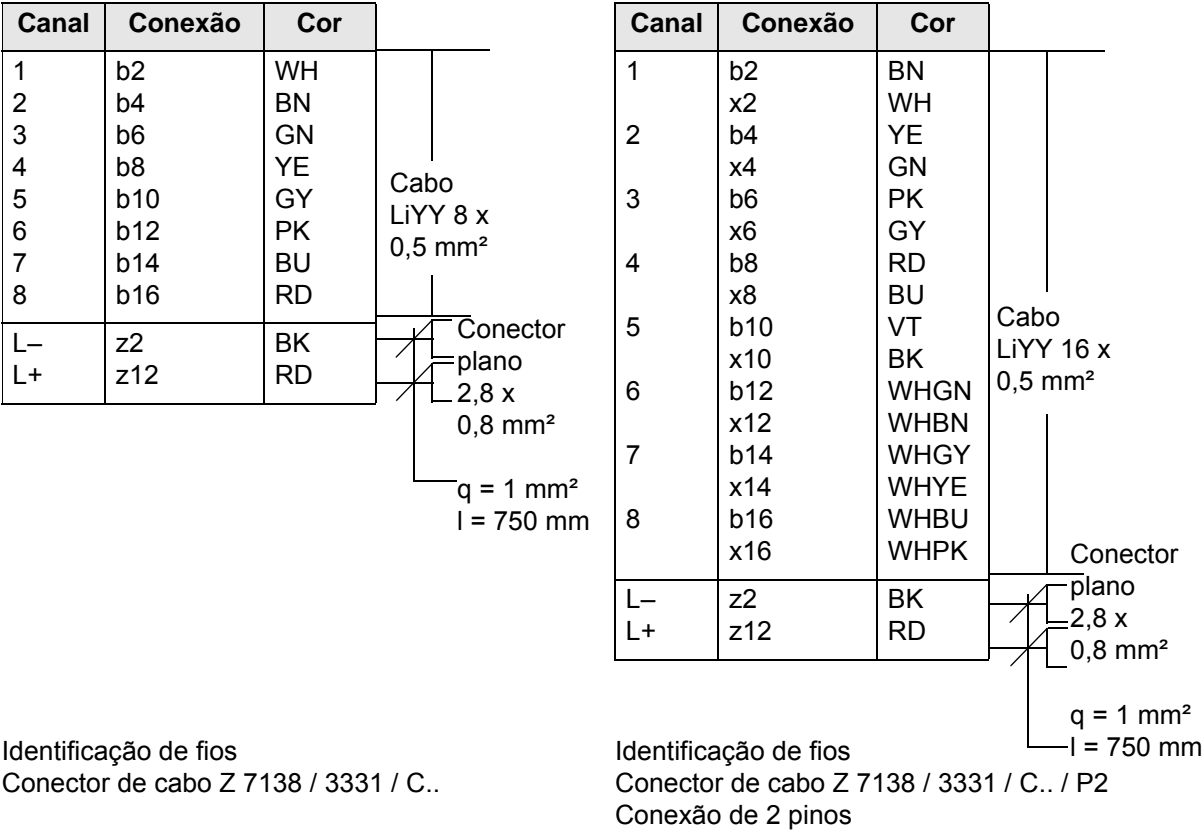 Canal Conexão Cor
1 b2 WH
2 b4 BN
3 b6 GN
4 b8 YE
5 b10 GY
6 b12 PK
7 b14 BU
8 b16 RD
L– z2 BK
L+ z12 RD
Cabo
LiYY 8 x
0,5 mm²
Conector
plano
2,8 x
0,8 mm²
q = 1 mm²
l = 750 mm
Identificação de fios
Conector de cabo Z 7138 / 3331 / C..
Canal Conexão Cor
1 b2 BN
x2 WH
2 b4 YE
x4 GN
3 b6 PK
x6 GY
4 b8 RD
x8 BU
5 b10 VT
x10 BK
6 b12 WHGN
x12 WHBN
7 b14 WHGY
x14 WHYE
8 b16 WHBU
x16 WHPK
L– z2 BK
L+ z12 RD
Cabo
LiYY 16 x
0,5 mm²
Conector
plano
2,8 x
0,8 mm²
q = 1 mm²
l = 750 mm
Identificação de fios
Conector de cabo Z 7138 / 3331 / C.. / P2
Conexão de 2 pinos